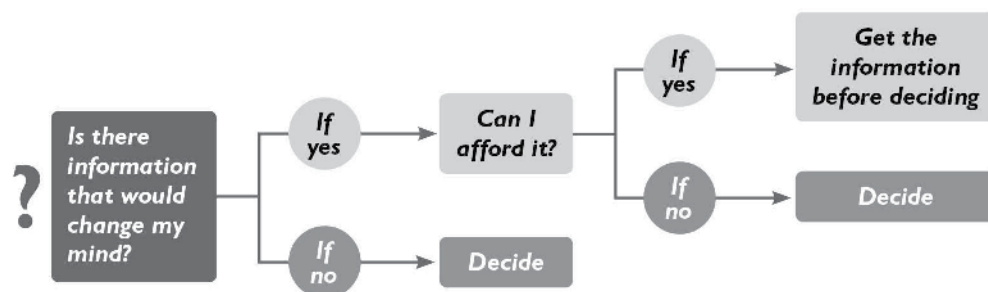 ?
Is there
information
that would
change my
mind?
If
yes
Can I
afford it?
If
yes
Get the
information
before deciding
If
no
Decide
If
no
Decide